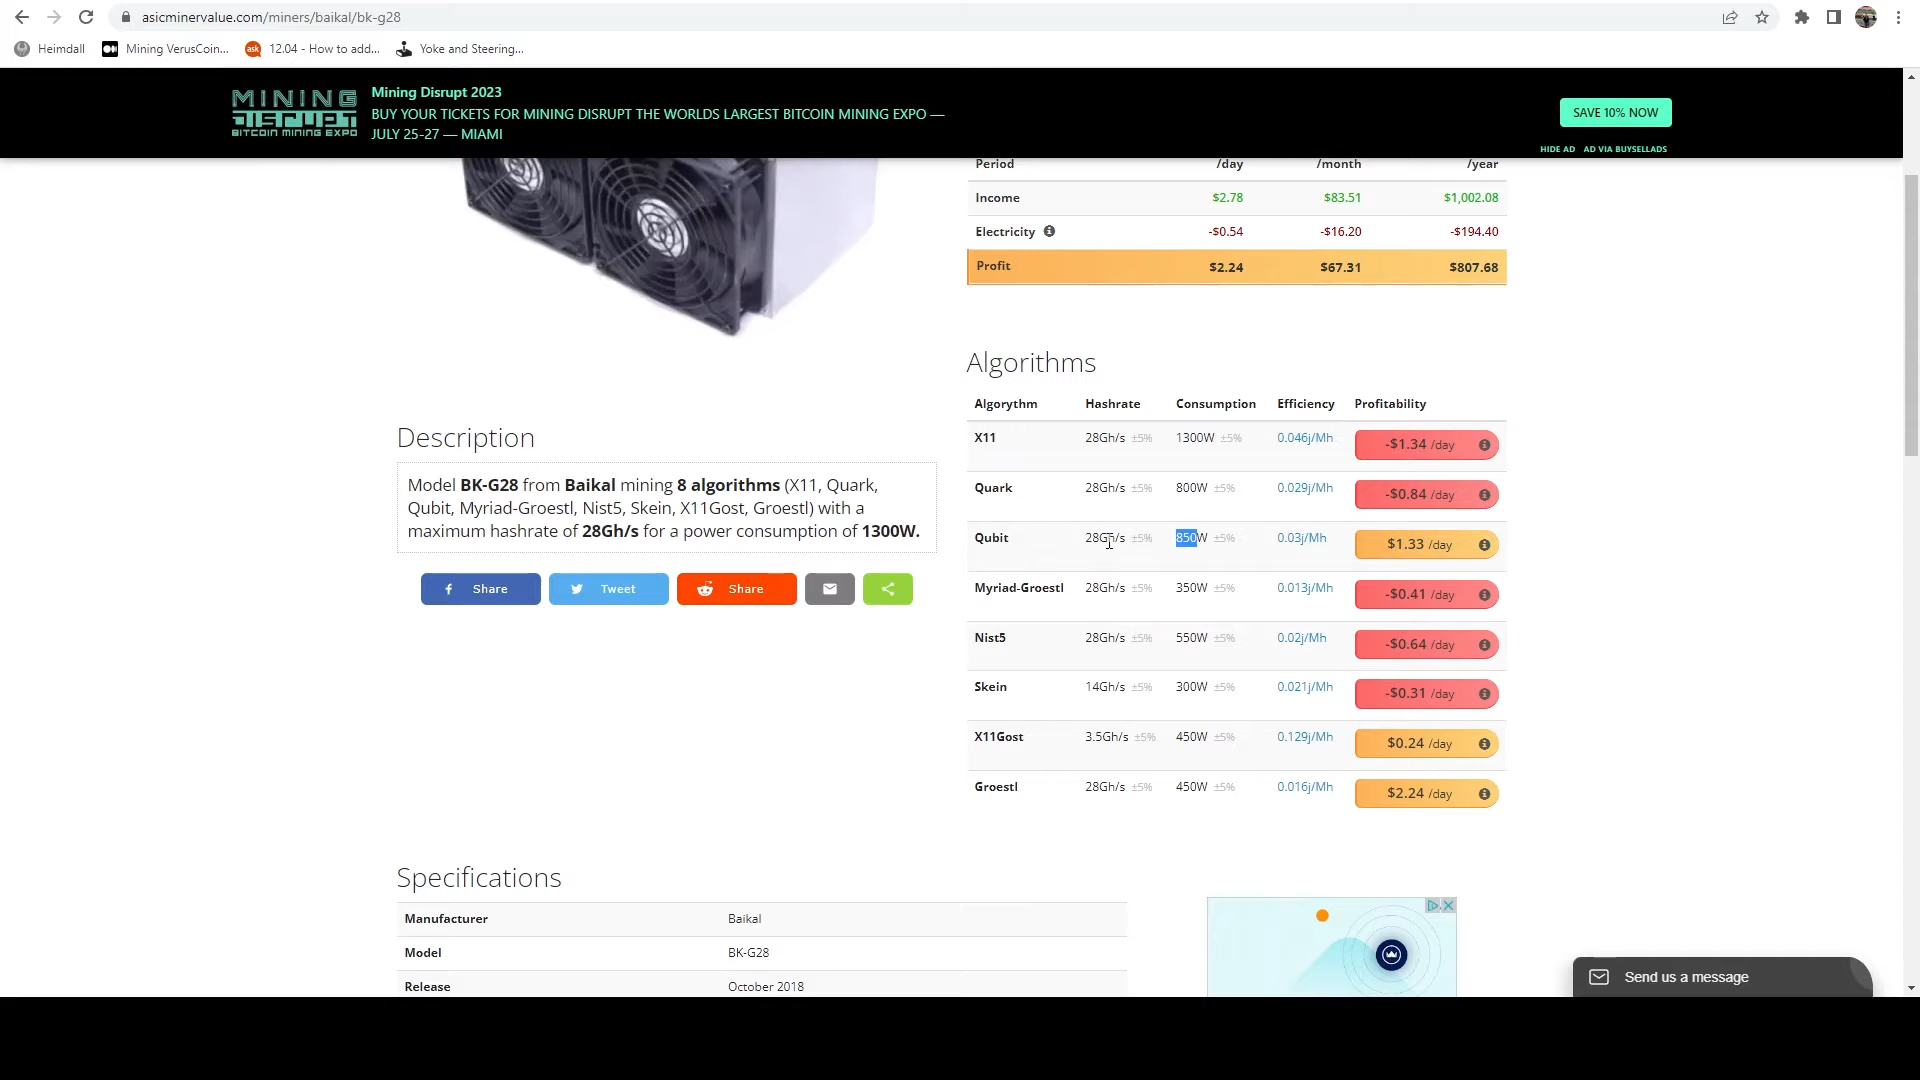 asicminervalue.com/miners/baikal/bk-g28
Heimdall
Mining VerusCoin...
ask
12.04 - How to add...
Yoke and Steering...
MINING
DISRUPT
BITCOIN MINING EXPO
Mining Disrupt 2023
BUY YOUR TICKETS FOR MINING DISRUPT THE WORLDS LARGEST BITCOIN MINING EXPO —
JULY 25-27 — MIAMI
SAVE 10% NOW
HIDE AD AD VIA BUYSELLADS
Period /day /month /year
Income $2.78 $83.51 $1,002.08
Electricity -$0.54 -$16.20 -$194.40
Profit $2.24 $67.31 $807.68
Algorithms
Algorythm Hashrate Consumption Efficiency Profitability
X11 28Gh/s ±5% 1300W ±5% 0.046j/Mh -$1.34 /day
Quark 28Gh/s ±5% 800W ±5% 0.029j/Mh -$0.84 /day
Qubit 28Gh/s ±5% 850W ±5% 0.03j/Mh $1.33 /day
Myriad-Groestl 28Gh/s ±5% 350W ±5% 0.013j/Mh -$0.41 /day
Nist5 28Gh/s ±5% 550W ±5% 0.02j/Mh -$0.64 /day
Skein 14Gh/s ±5% 300W ±5% 0.021j/Mh -$0.31 /day
X11Gost 3.5Gh/s ±5% 450W ±5% 0.129j/Mh $0.24 /day
Groestl 28Gh/s ±5% 450W ±5% 0.016j/Mh $2.24 /day
Description
Model BK-G28 from Baikal mining 8 algorithms (X11, Quark,
Qubit, Myriad-Groestl, Nist5, Skein, X11Gost, Groestl) with a
maximum hashrate of 28Gh/s for a power consumption of 1300W.
Share
Tweet
Share
Specifications
Manufacturer Baikal
Model BK-G28
Release October 2018
Send us a message